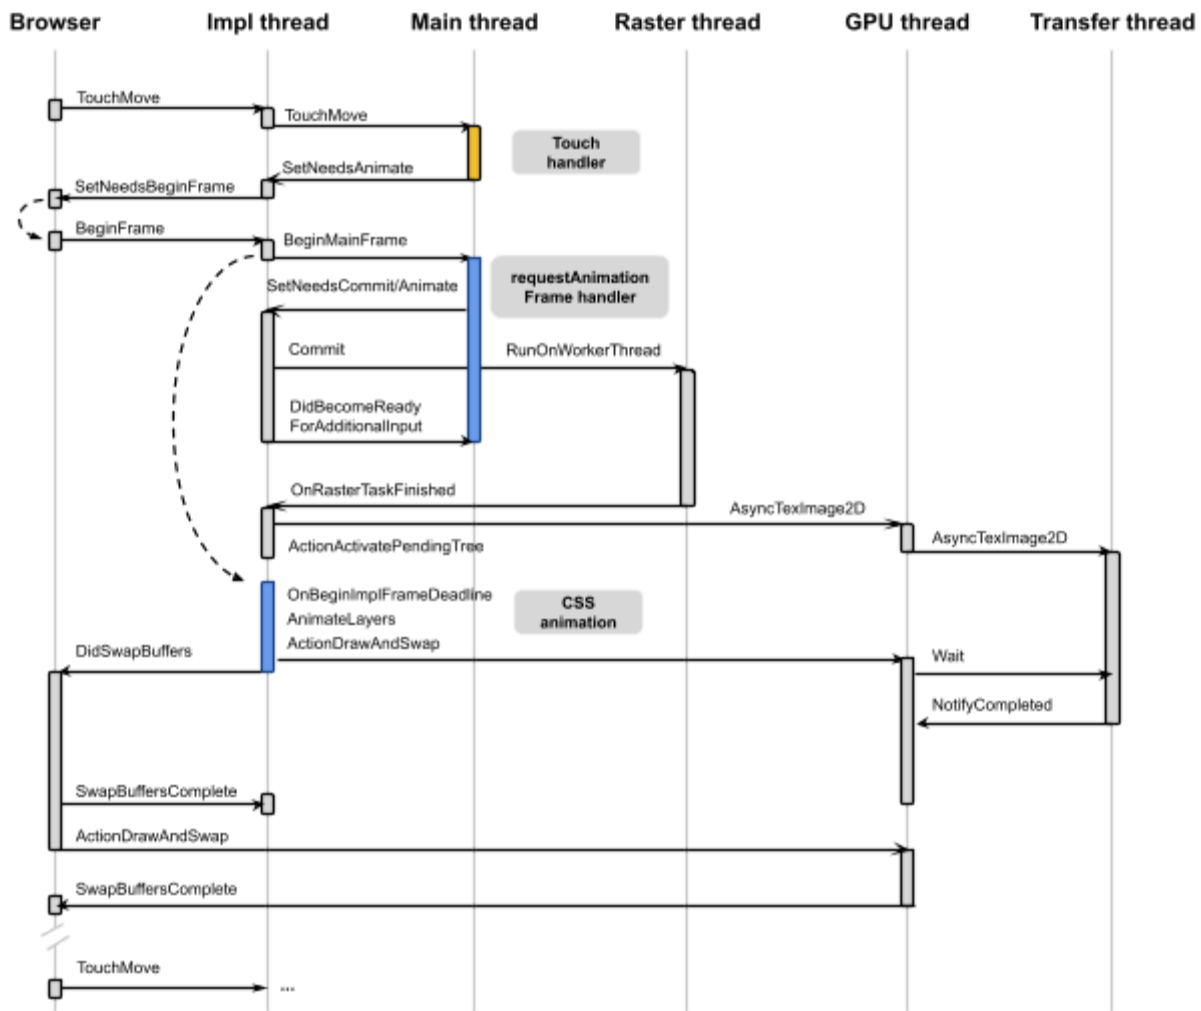 Browser
Impl thread
Main thread
Raster thread
GPU thread
Transfer thread
TouchMove
TouchMove
Touch
handler
SetNeedsAnimate
SetNeedsBeginFrame
BeginFrame
BeginMainFrame
requestAnimation
Frame handler
SetNeedsCommit/Animate
Commit
RunOnWorkerThread
DidBecomeReady
ForAdditionalInput
OnRasterTaskFinished
AsyncTexImage2D
AsyncTexImage2D
ActionActivatePendingTree
OnBeginImplFrameDeadline
AnimateLayers
ActionDrawAndSwap
CSS
animation
DidSwapBuffers
Wait
NotifyCompleted
SwapBuffersComplete
ActionDrawAndSwap
SwapBuffersComplete
TouchMove
...